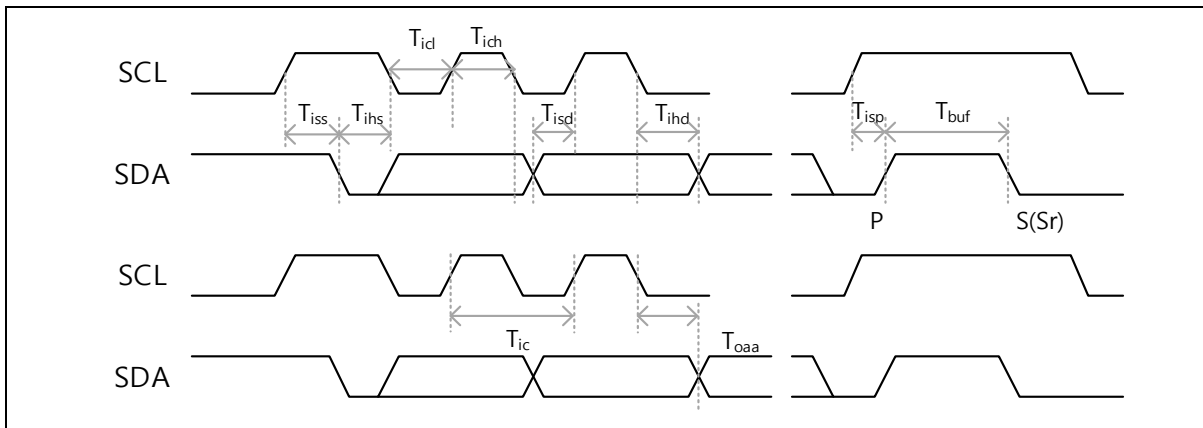 T_icl T_ich
SCL
T_iss T_ihs T_isd T_ihd T_isp T_buf
SDA
P S(Sr)
SCL
T_ic T_oaa
SDA